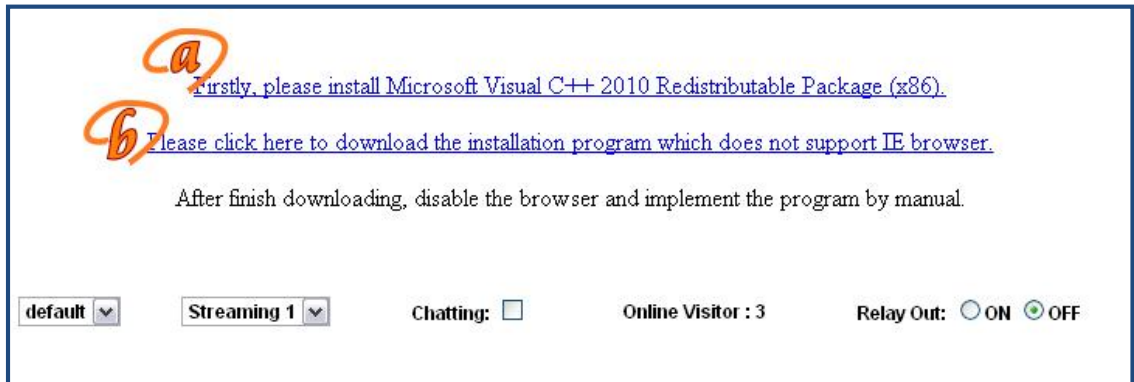 a
Firstly, please install Microsoft Visual C++ 2010 Redistributable Package (x86).
b
Please click here to download the installation program which does not support IE browser.
After finish downloading, disable the browser and implement the program by manual.
default Streaming 1 Chatting: Online Visitor : 3 Relay Out: ON OFF